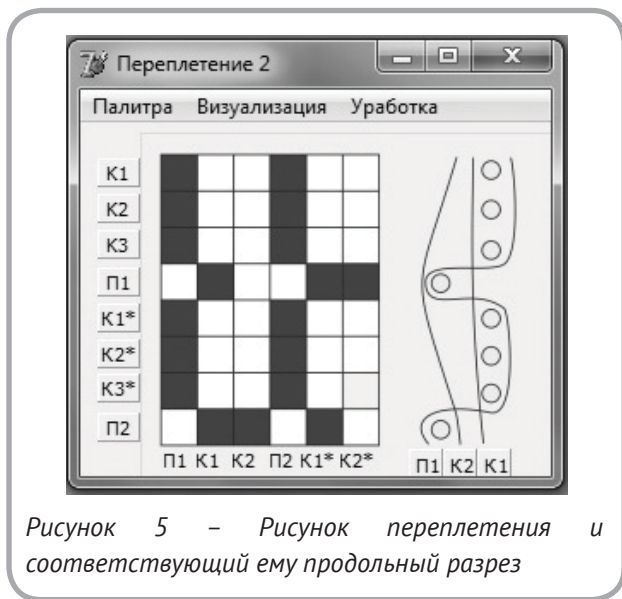 Переплетение 2
Палитра Визуализация Уработка
К1
К2
К3
П1
К1*
К2*
К3*
П2
П1 К1 К2 П2 К1* К2*
П1 К2 К1
Рисунок 5 – Рисунок переплетения и
соответствующий ему продольный разрез